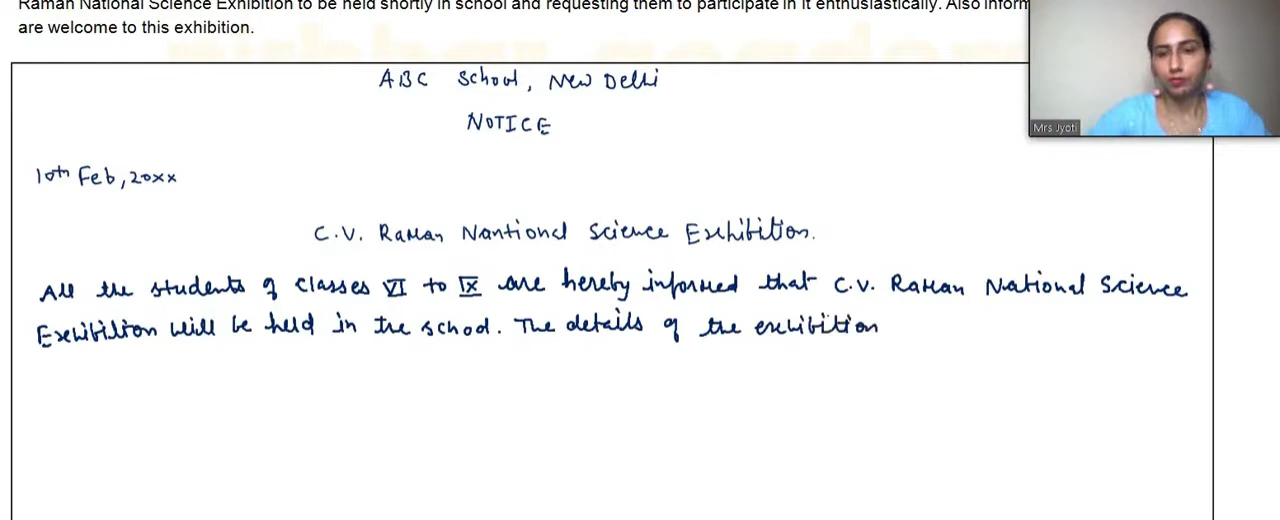 Raman National Science Exhibition to be held shortly in school and requesting them to participate in it enthusiastically. Also inform
are welcome to this exhibition.
ABC School, New Delhi
NOTICE
Mrs Jyoti
10th Feb, 20xx
C.V. Raman Nantional Science Exhibition.
All the students of classes VI to IX are hereby informed that C.V. Raman National Science
Exhibition will be held in the school. The details of the exhibition